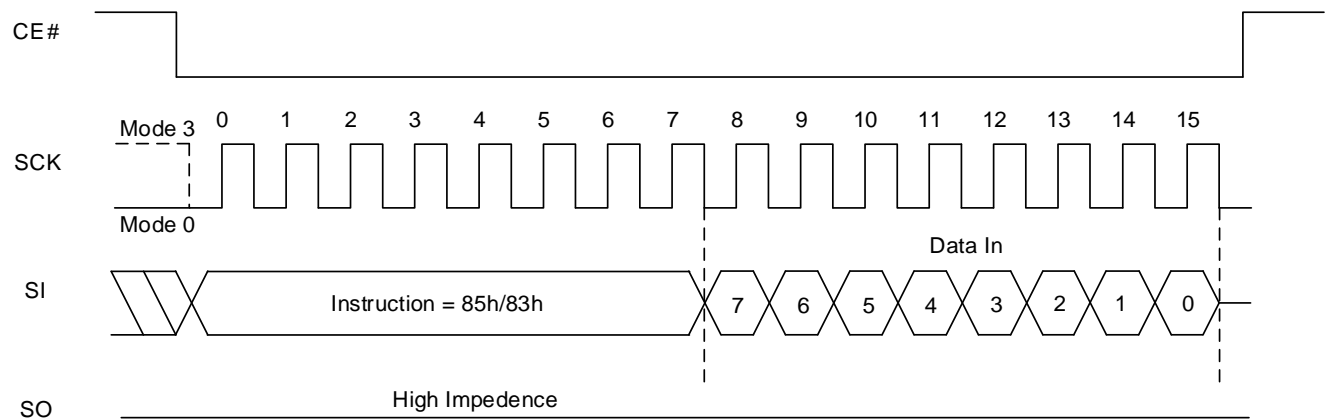 CE#
Mode 3 0 1 2 3 4 5 6 7 8 9 10 11 12 13 14 15
SCK
Mode 0
Data In
SI Instruction = 85h/83h 7 6 5 4 3 2 1 0
High Impedence
SO